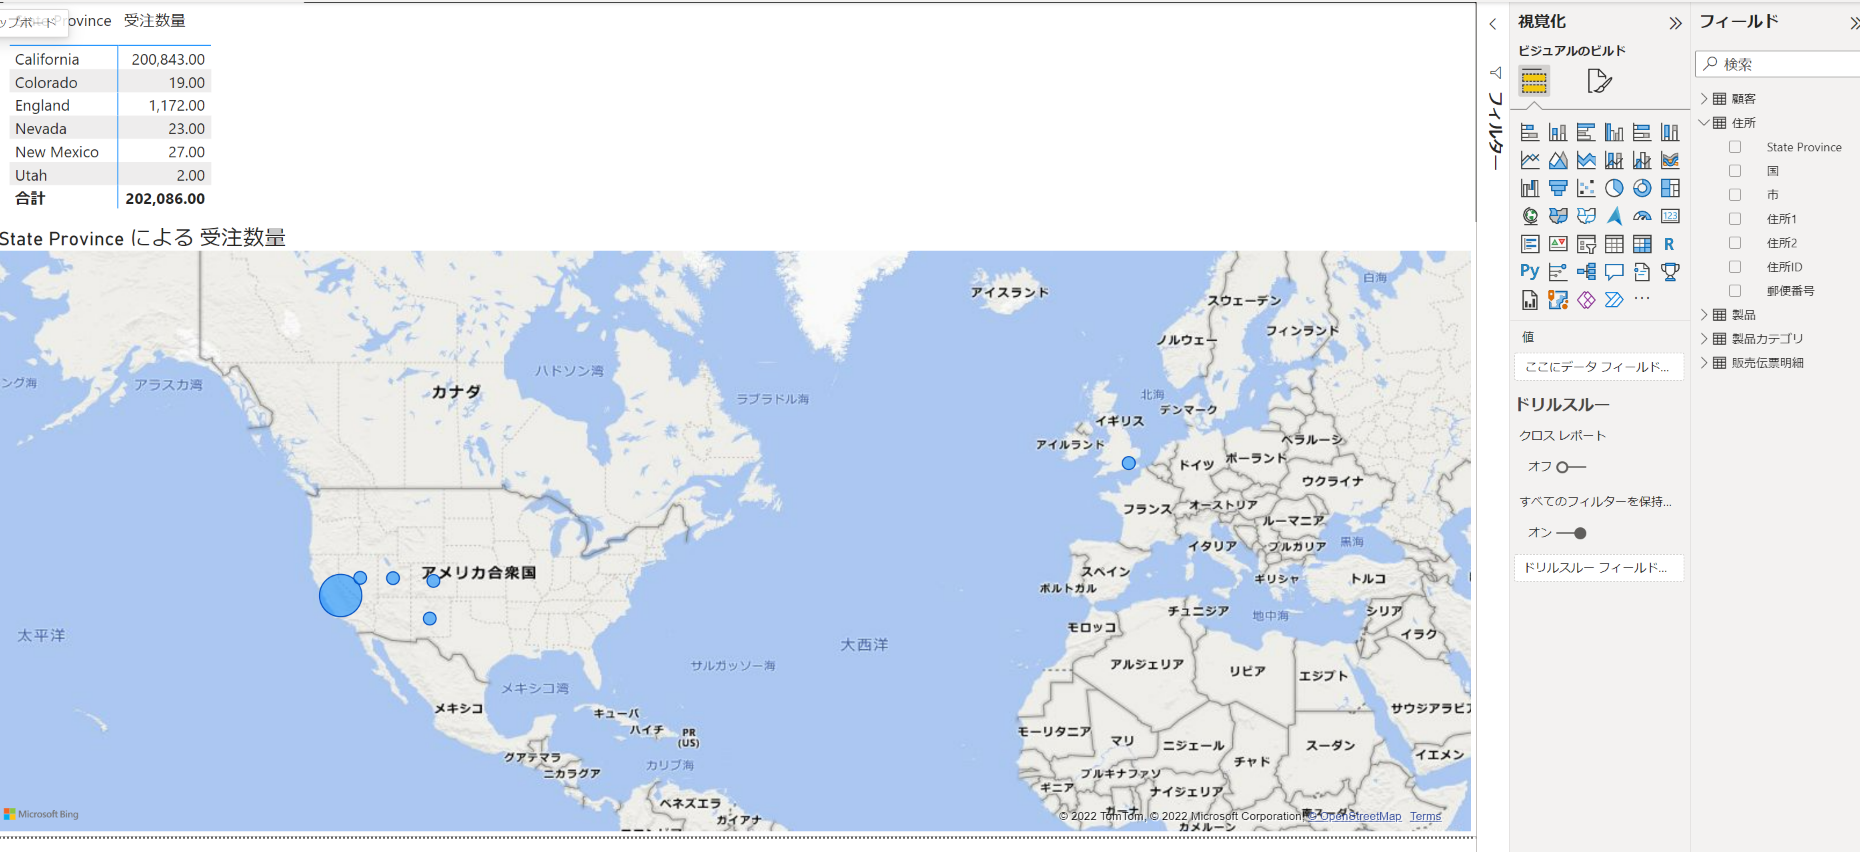 ップボード
Province 受注数量
California 200,843.00
Colorado 19.00
England 1,172.00
Nevada 23.00
New Mexico 27.00
Utah 2.00
合計 202,086.00
State Province による 受注数量
アイスランド
白海
スウェーデン
フィンランド
ノルウェー
ハドソン湾
ング海
アラスカ湾
カナダ
ラブラドル海
北海
デンマーク
イギリス
アイルランド
ベラルーシ
ポーランド
ドイツ
ウクライナ
フランス
オーストリア
ルーマニア
イタリア
ブルガリア
黒海
アメリカ合衆国
スペイン
ポルトガル
ギリシャ
トルコ
チュニジア
地中海
シリア
モロッコ
イラク
太平洋
大西洋
サルガッソー海
アルジェリア
リビア
エジプト
メキシコ湾
メキシコ
キューバ
ハイチ
PR
(US)
サウジアラビ
モーリタニア
マリ
ニジェール
スーダン
イエメン
グアテマラ
ニカラグア
カリブ海
チャド
ブルキナファソ
ギニア
ナイジェリア
ベネズエラ
ガイアナ
ガーナ
南スーダン
カメルーン
Microsoft Bing
© 2022 TomTom, © 2022 Microsoft Corporation, © OpenStreetMap Terms
フィルター
視覚化
ビジュアルのビルド
123
R
Py
値
ここにデータ フィールド...
ドリルスルー
クロス レポート
オフ
すべてのフィルターを保持...
オン
ドリルスルー フィールド...
フィールド
検索
顧客
住所
State Province
国
市
住所1
住所2
住所ID
郵便番号
製品
製品カテゴリ
販売伝票明細